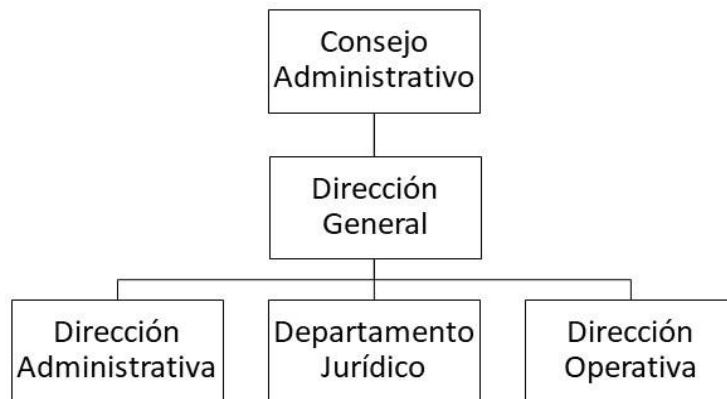 Consejo
Administrativo
Dirección
General
Dirección
Administrativa
Departamento
Jurídico
Dirección
Operativa